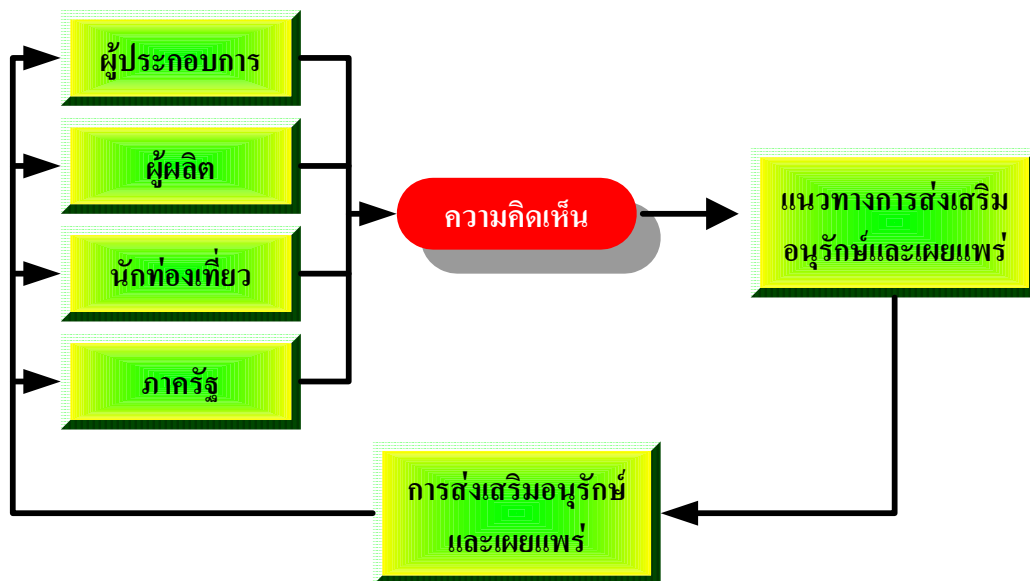 ผู้ประกอบการ
ผู้ผลิต
นักท่องเที่ยว
ภาครัฐ
ความคิดเห็น
แนวทางการส่งเสริม
อนุรักษ์และเผยแพร่
การส่งเสริมอนุรักษ์
และเผยแพร่